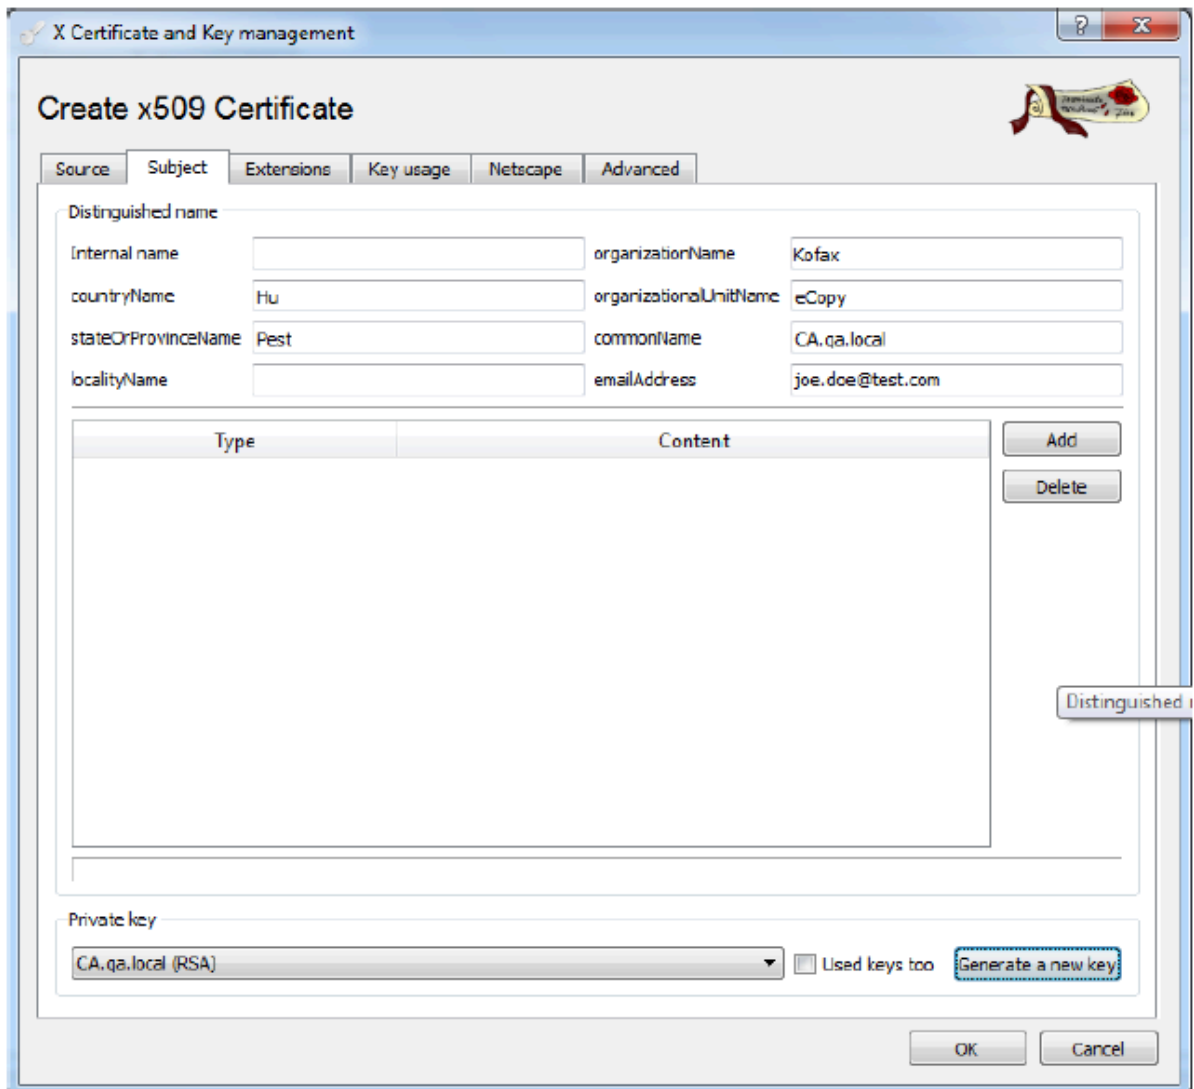 X Certificate and Key management
Create x509 Certificate
Source Subject Extensions Key usage Netscape Advanced
Distinguished name
Internal name organizationName Kofax
countryName Hu organizationalUnitName eCopy
stateOrProvinceName Pest commonName CA.qa.local
localityName emailAddress joe.doe@test.com
Type Content Add
Delete
Distinguished
Private key
CA.qa.local (RSA) Used keys too Generate a new key
OK Cancel